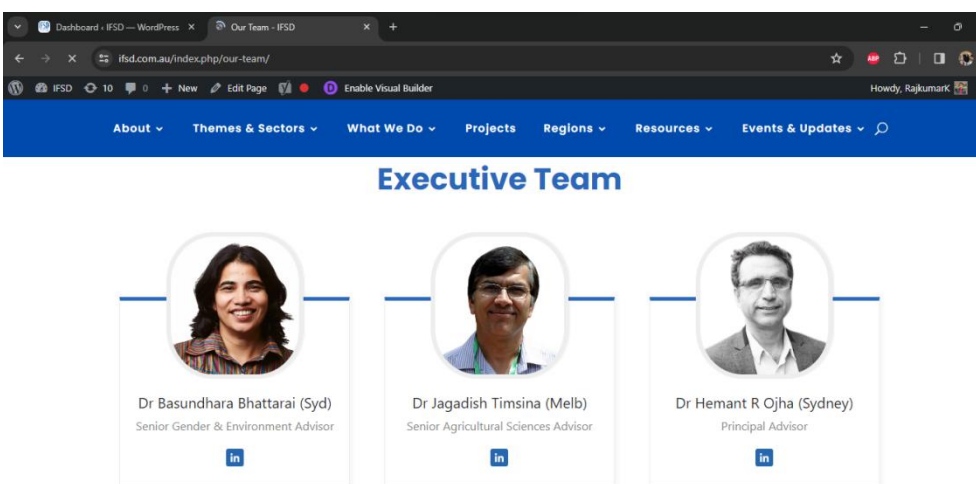 Dashboard ‹ IFSD — WordPress
Our Team - IFSD
ifsd.com.au/index.php/our-team/
ABP
IFSD 10 0 New Edit Page D Enable Visual Builder Howdy, RajkumarK
About Themes & Sectors What We Do Projects Regions Resources Events & Updates
Executive Team
Dr Basundhara Bhattarai (Syd)
Senior Gender & Environment Advisor
in
Dr Jagadish Timsina (Melb)
Senior Agricultural Sciences Advisor
in
Dr Hemant R Ojha (Sydney)
Principal Advisor
in